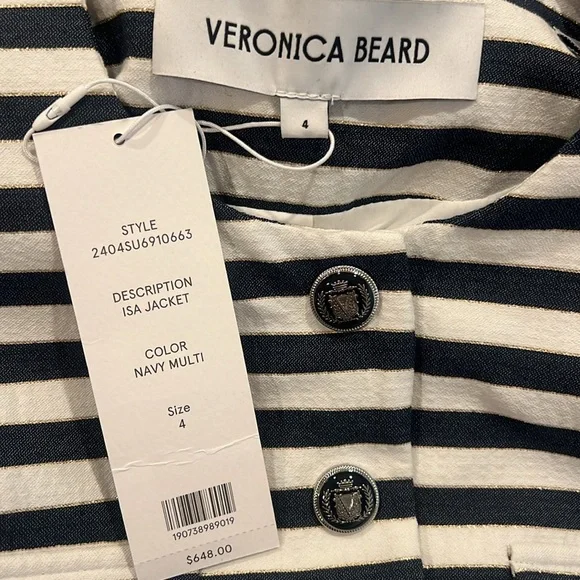 VERONICA BEARD
4
STYLE
2404SU6910663
DESCRIPTION
ISA JACKET
COLOR
NAVY MULTI
Size
4
190738989019
$648.00